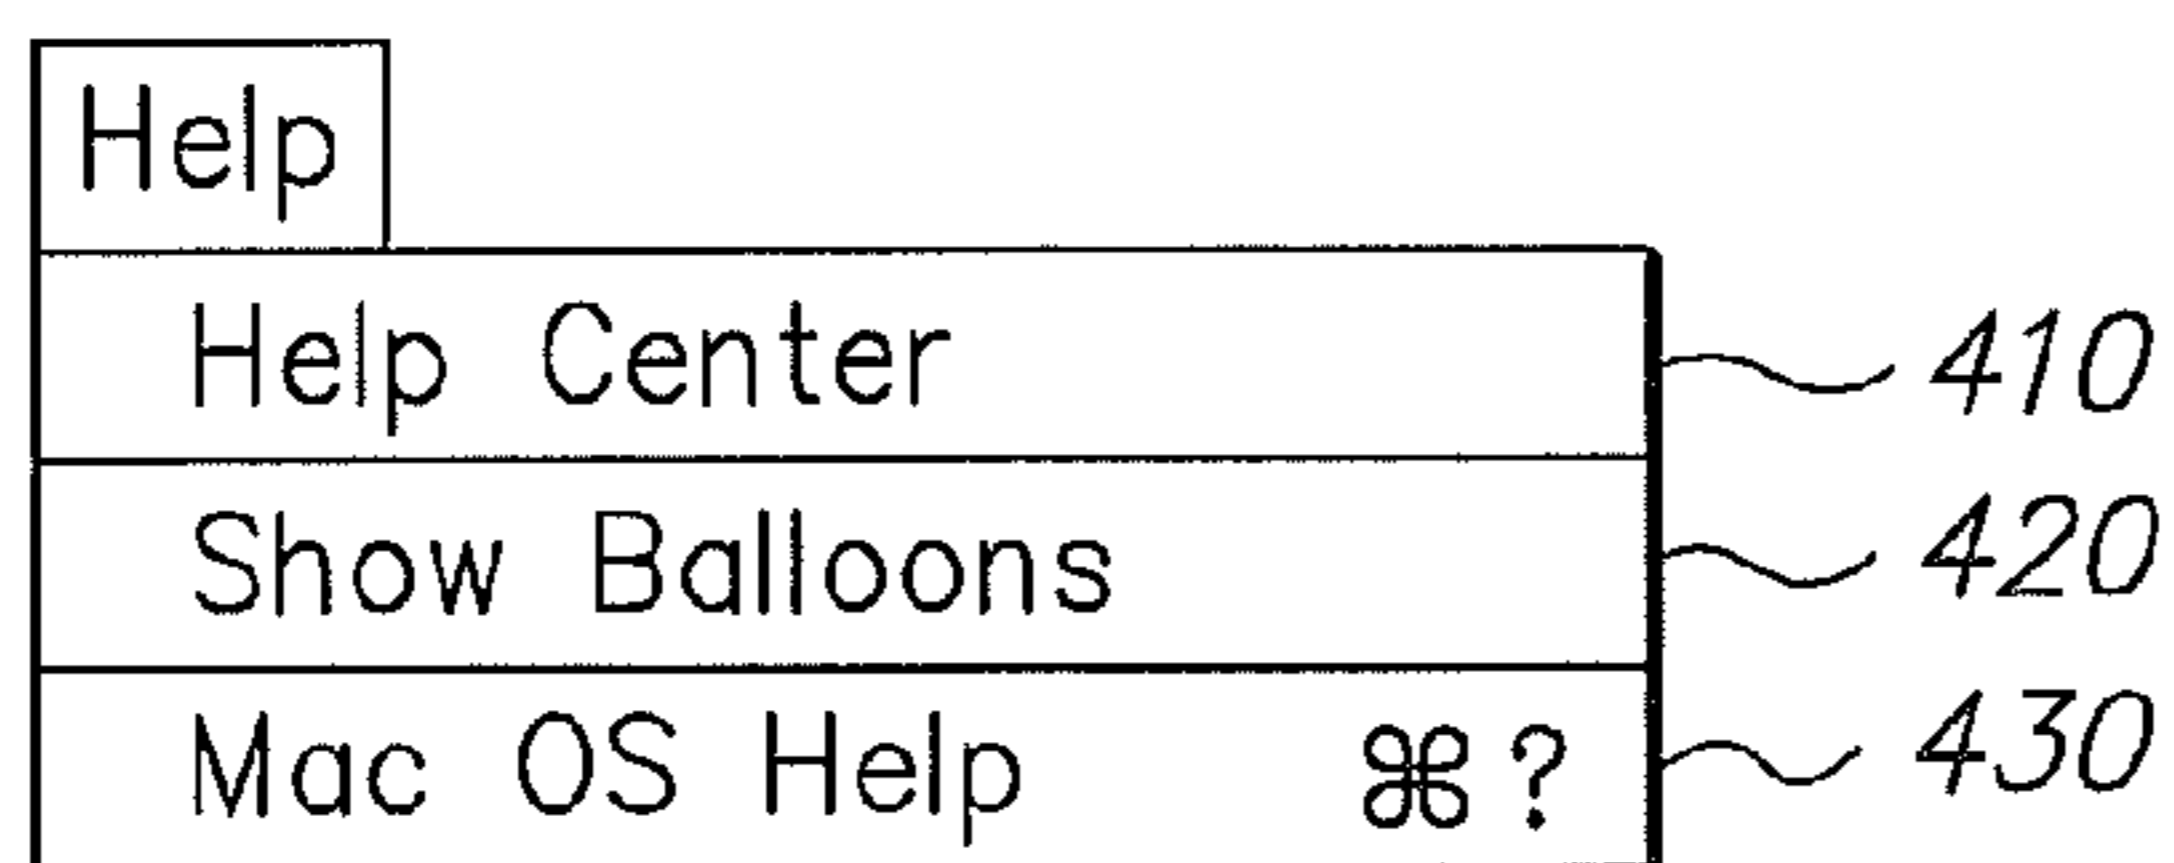 Help
Help Center 410
Show Balloons 420
Mac OS Help ⌘? 430